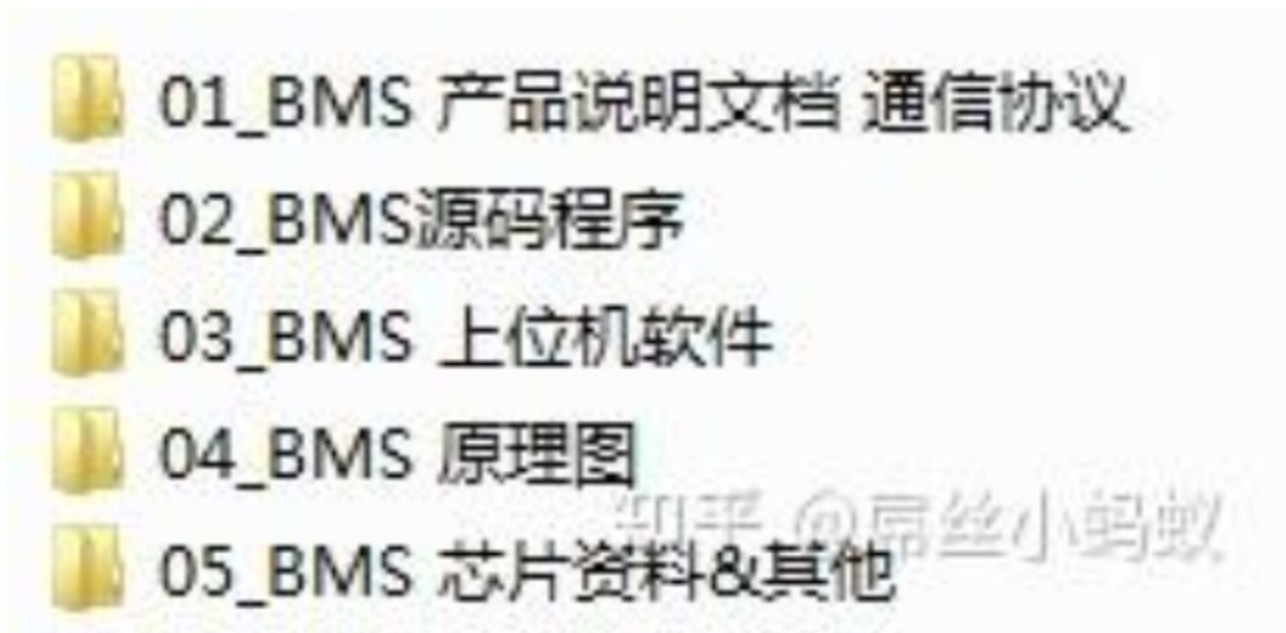 01_BMS 产品说明文档 通信协议
02_BMS源码程序
03_BMS 上位机软件
04_BMS 原理图
知乎 @屌丝小蚂蚁
05_BMS 芯片资料&其他